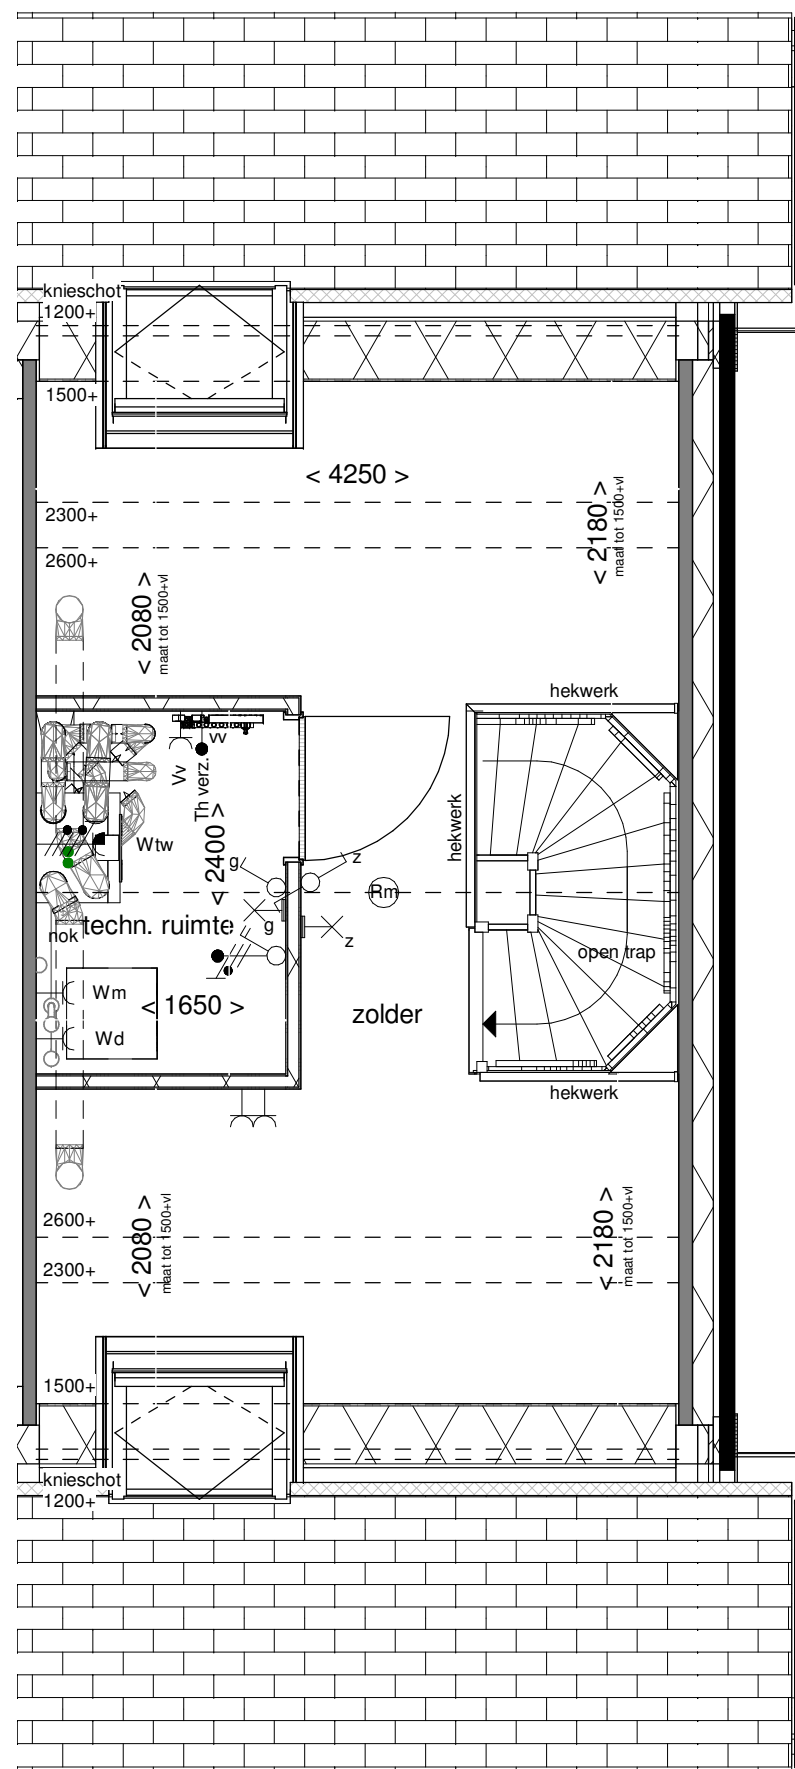 knieschot
1200+
1500+
< 4250 >
2300+
2600+
< 2180 >
maat tot 1500+vl
< 2080 >
maat tot 1500+vl
hekwerk
vv
Vv
Th verz.
hekwerk
Wtw
< 2400 >
g
z
Rm
techn. ruimte
g
nok
z
open trap
Wm
< 1650 >
zolder
Wd
hekwerk
2600+
< 2080 >
maat tot 1500+vl
< 2180 >
maat tot 1500+vl
2300+
1500+
knieschot
1200+